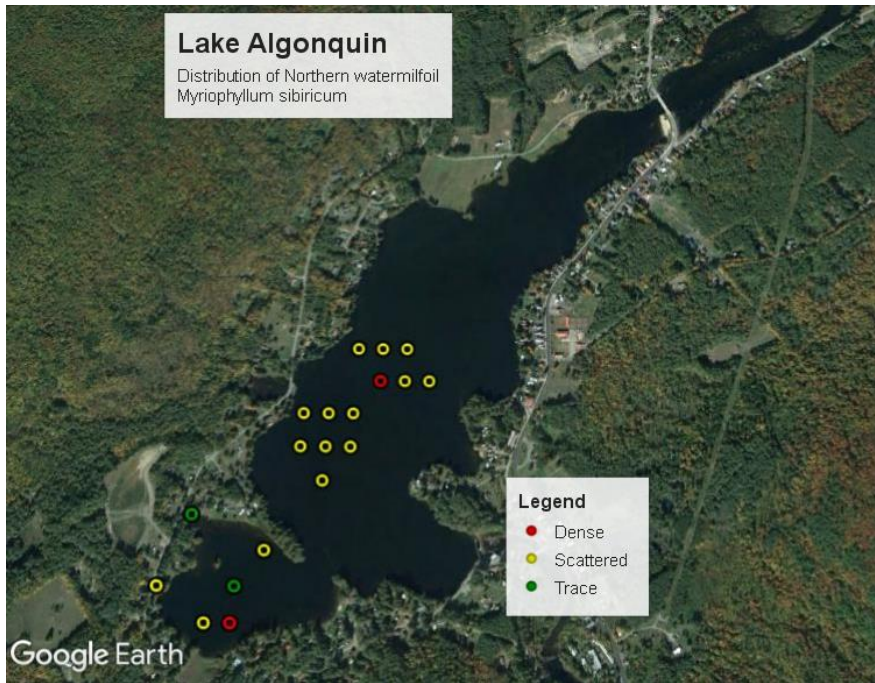 Lake Algonquin
Distribution of Northern watermilfoil
Myriophyllum sibiricum
Legend
Dense
Scattered
Trace
Google Earth